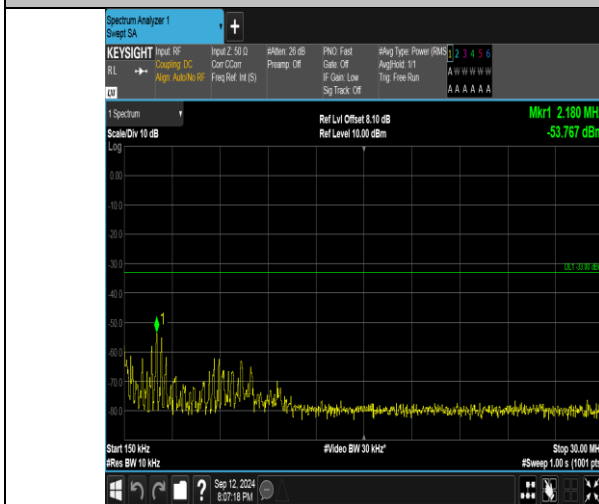 Spectrum Analyzer 1
Swept SA
+
KEYSIGHT Input: RF Input Z: 50 Ω #Atten: 26 dB PNO: Fast #Avg Type: Power (RMS 1 2 3 4 5 6
RL Coupling: DC Corr CCorr Preamp: Off Gate: Off Avg|Hold: 1/1 A W W W W W
Align: Auto/No RF Freq Ref: Int (S) IF Gain: Low Trig: Free Run
Sig Track: Off A A A A A A
1 Spectrum Ref Lvl Offset 8.10 dB Mkr1 2.180 MH
Scale/Div 10 dB Ref Level 10.00 dBm -53.767 dBn
Log
0.00
-10.0
-20.0
-30.0
DL1 -33.00 dB
-40.0
-50.0
1
-60.0
-70.0
-80.0
Start 150 kHz #Video BW 30 kHz* Stop 30.00 MH
#Res BW 10 kHz #Sweep 1.00 s (1001 pts
? Sep 12, 2024
8:07:18 PM